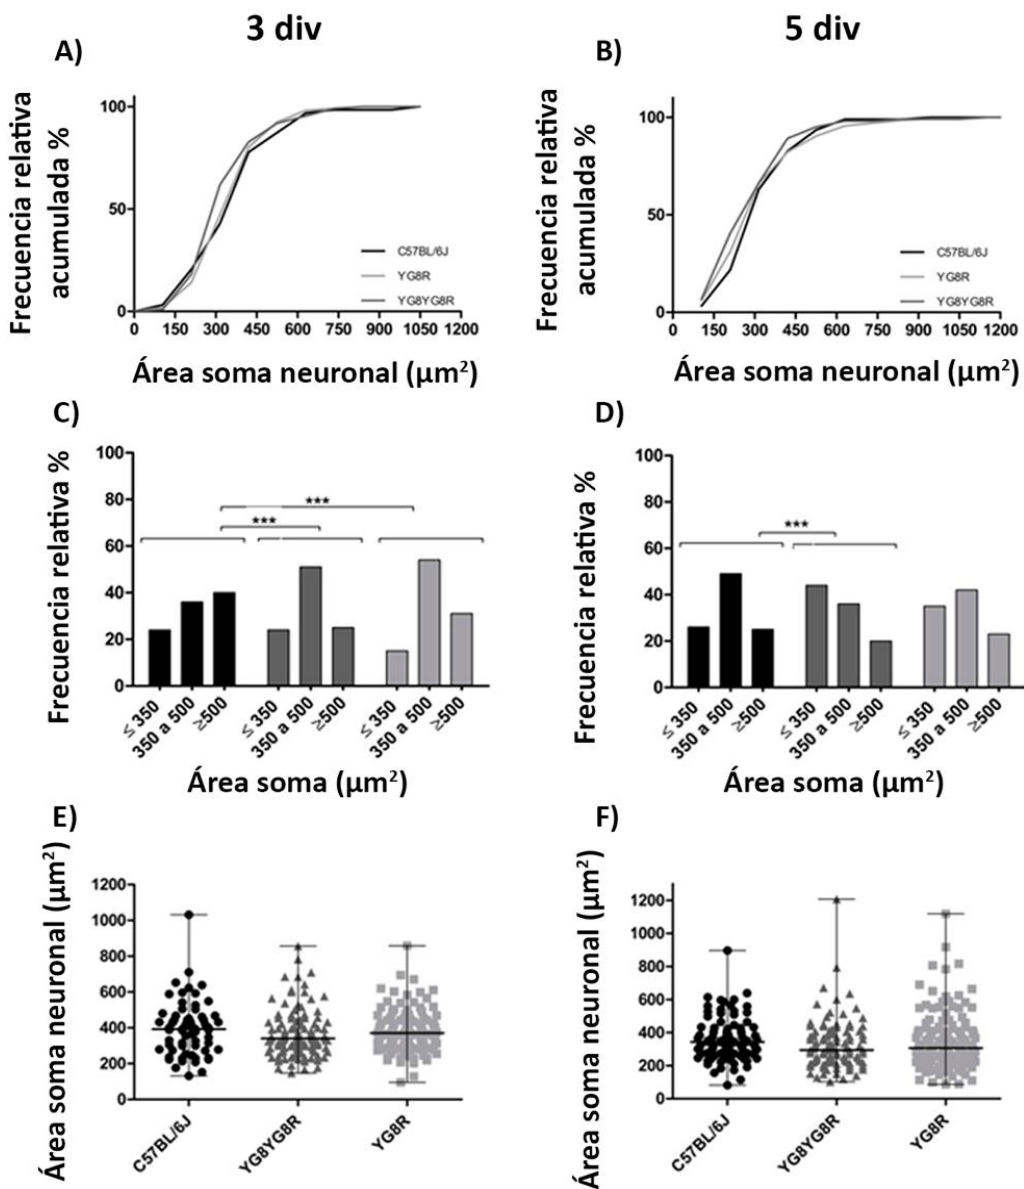 3 div
5 div
A)
B)
Frecuencia relativa
acumulada %
100
50
0
C57BL/6J
YG8R
YG8YG8R
0 150 300 450 600 750 900 1050 1200
Área soma neuronal (µm²)
Frecuencia relativa
acumulada %
100
50
0
C57BL/6J
YG8R
YG8YG8R
0 150 300 450 600 750 900 1050 1200
Área soma neuronal (µm²)
C)
D)
Frecuencia relativa %
100
80
60
40
20
0
***
***
≤ 350
350 a 500
≥500
≤ 350
350 a 500
≥500
≤ 350
350 a 500
≥500
Área soma (µm²)
Frecuencia relativa %
100
80
60
40
20
0
***
≤ 350
350 a 500
≥500
≤ 350
350 a 500
≥500
≤ 350
350 a 500
≥500
Área soma (µm²)
E)
F)
Área soma neuronal (µm²)
1200
1000
800
600
400
200
0
C57BL/6J
YG8YG8R
YG8R
Área soma neuronal (µm²)
1200
1000
800
600
400
200
0
C57BL/6J
YG8YG8R
YG8R